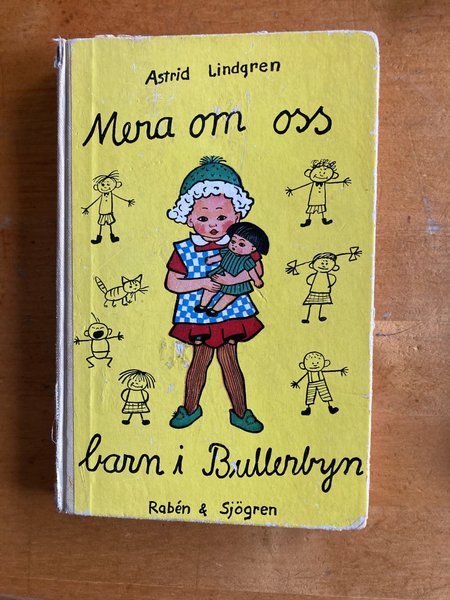 Astrid Lindgren
Mera om oss
barn i Bullerbyn
Rabén & Sjögren